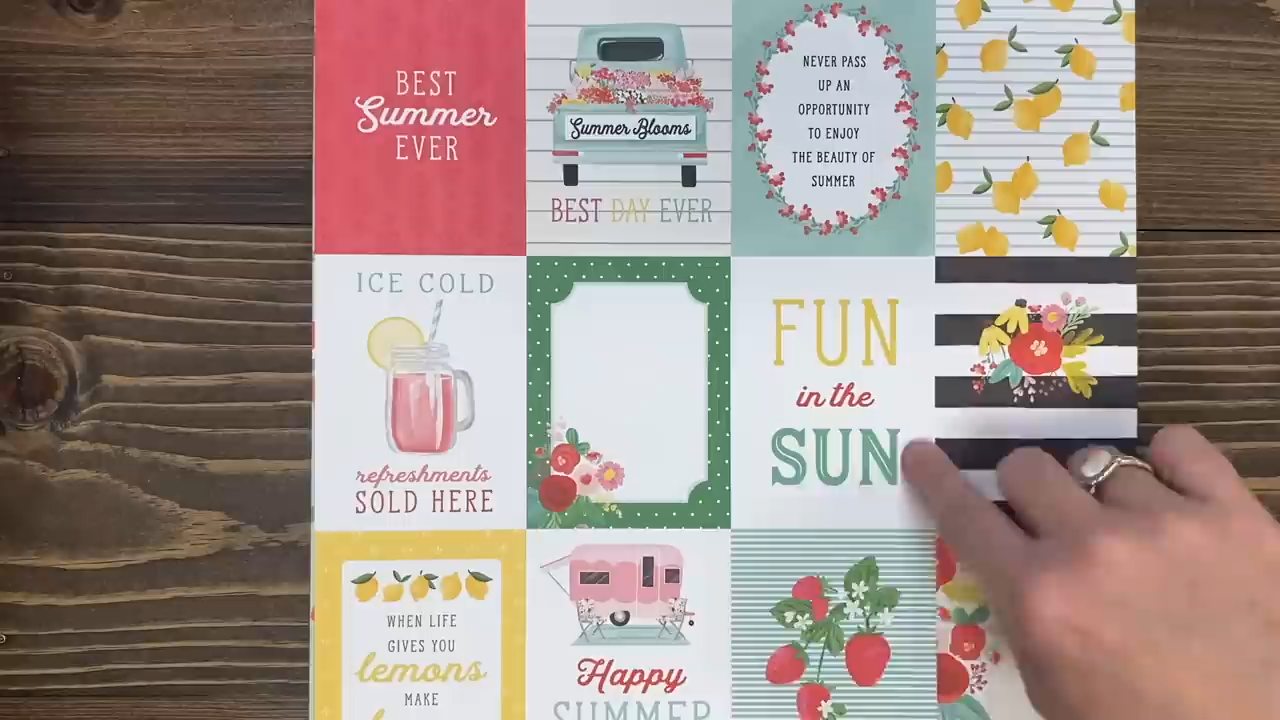 BEST
Summer
EVER
Summer Blooms
BEST DAY EVER
NEVER PASS
UP AN
OPPORTUNITY
TO ENJOY
THE BEAUTY OF
SUMMER
ICE COLD
refreshments
SOLD HERE
FUN
in the
SUN
WHEN LIFE
GIVES YOU
lemons
MAKE
Happy
SUMMER